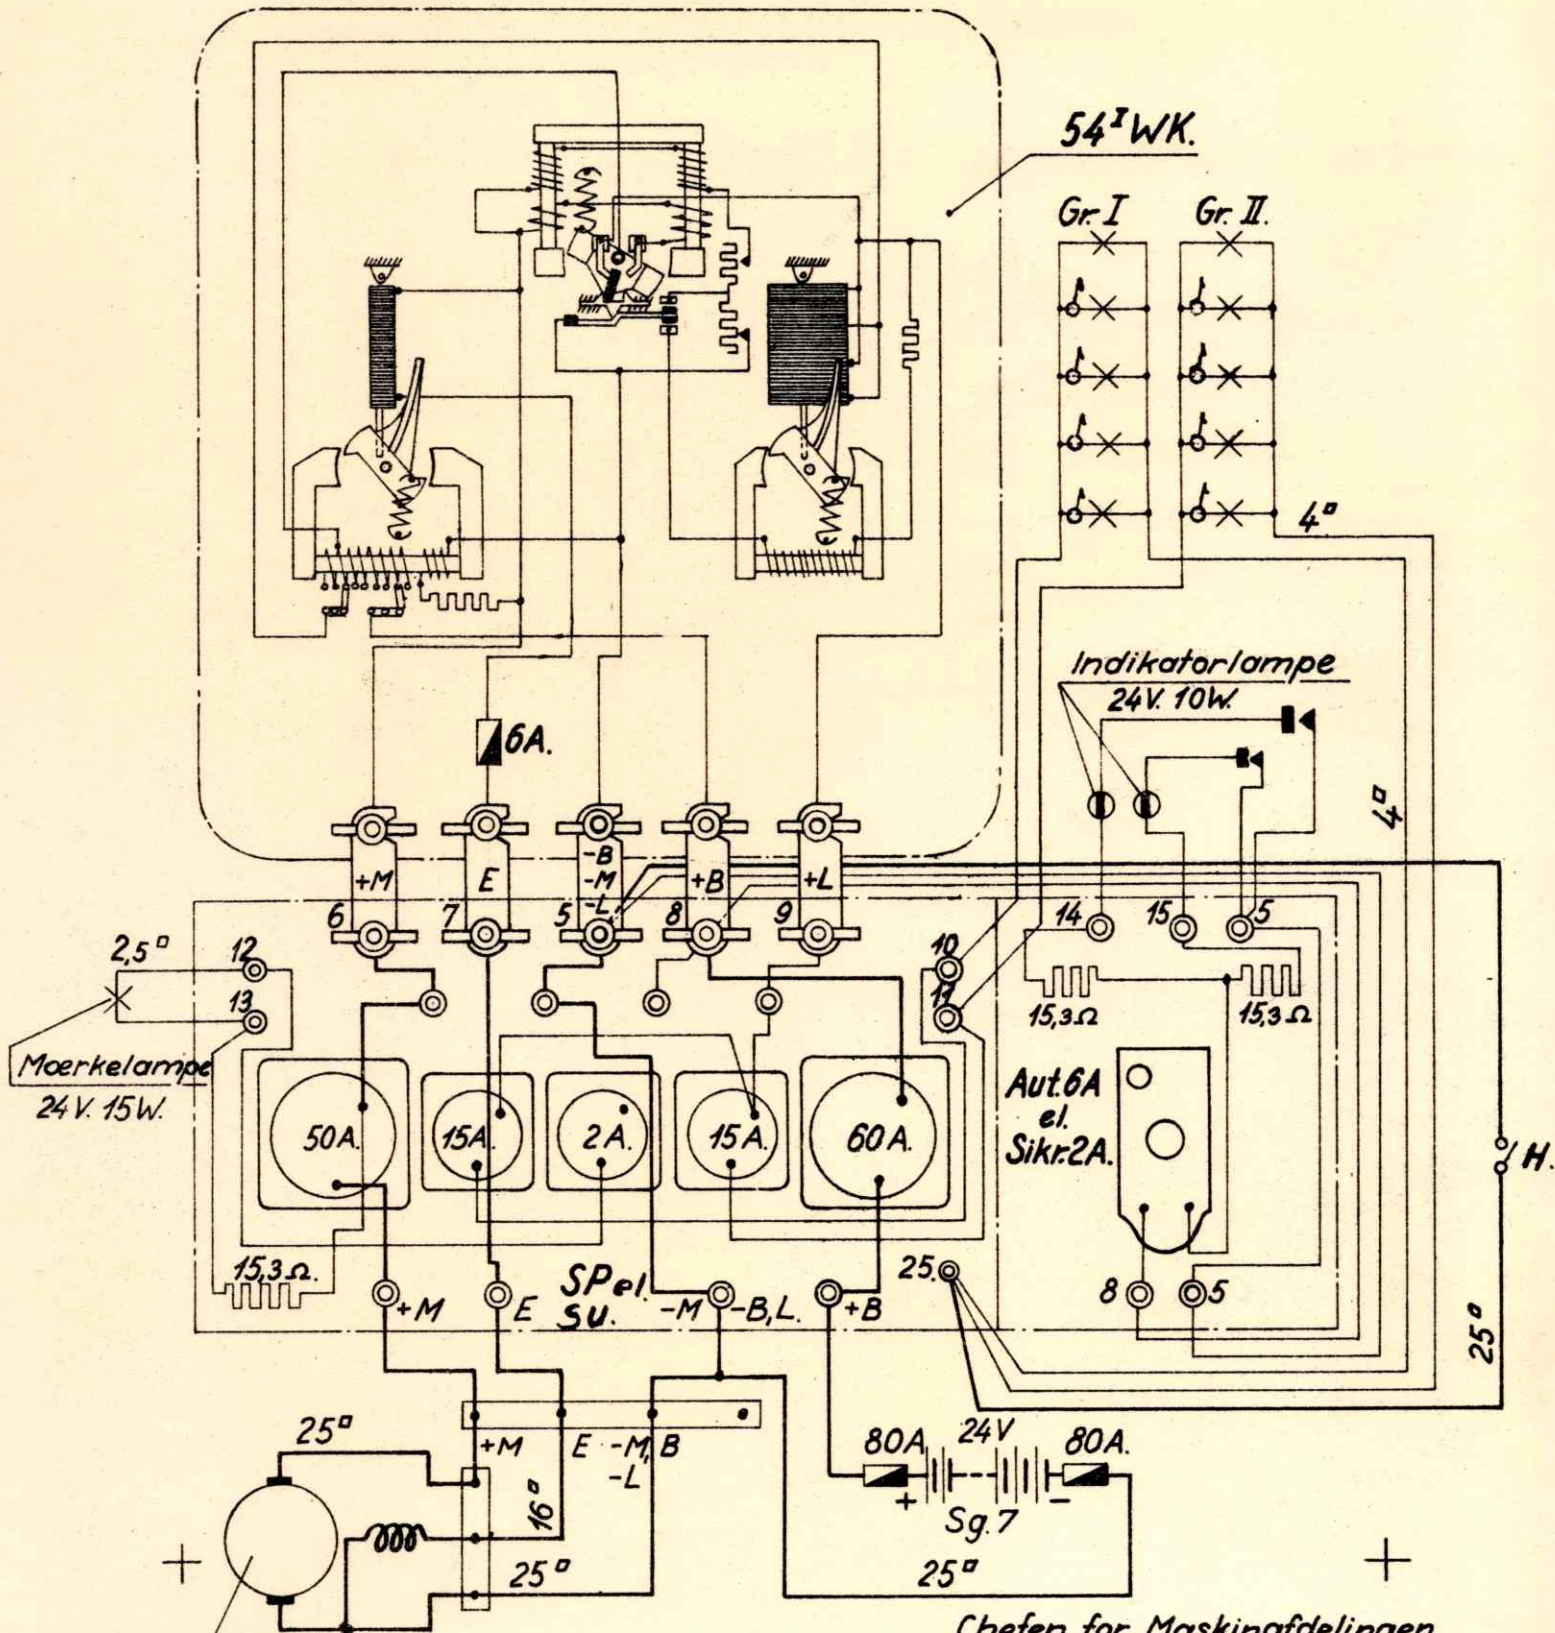 54ᴵ WK.
Gr. I
Gr. II.
4▫
Indikatorlampe
24V. 10W.
6A.
4▫
-B
+M
E
-M
+B
+L
-L
6
7
5
8
9
14
15
5
2,5▫
12
10
13
11
15,3Ω
15,3Ω
Mærkelampe
24V. 15W.
Aut. 6A
el.
Sikr. 2A.
50A.
15A.
2A.
15A.
60A.
H.
15,3Ω.
SP el.
SU.
25.
+M
E
-M
-B,L.
+B
8
5
25▫
25▫
+M
E
-M, B
-L
80A
24V
80A.
+
-
Sg. 7
16▫
25▫
25▫
Chefen for Maskinafdelingen